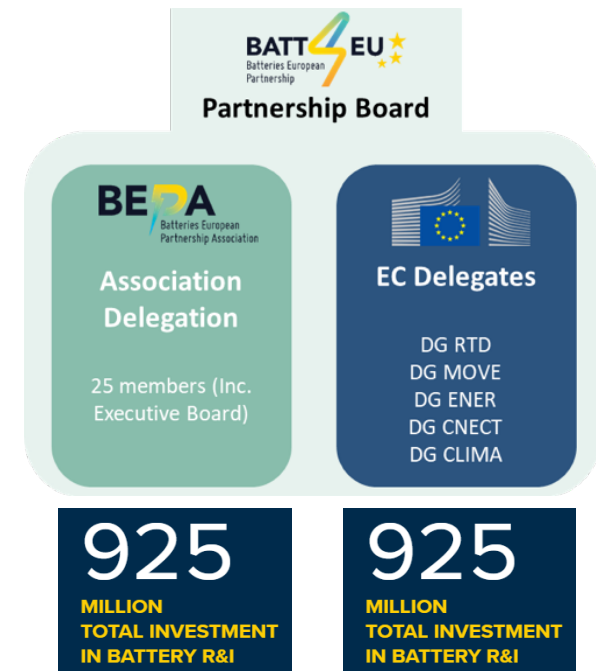 BATT4EU
Batteries European
Partnership
Partnership Board
BEPA
Batteries European
Partnership Association
Association
Delegation
25 members (Inc.
Executive Board)
EC Delegates
DG RTD
DG MOVE
DG ENER
DG CNECT
DG CLIMA
925
MILLION
TOTAL INVESTMENT
IN BATTERY R&I
925
MILLION
TOTAL INVESTMENT
IN BATTERY R&I